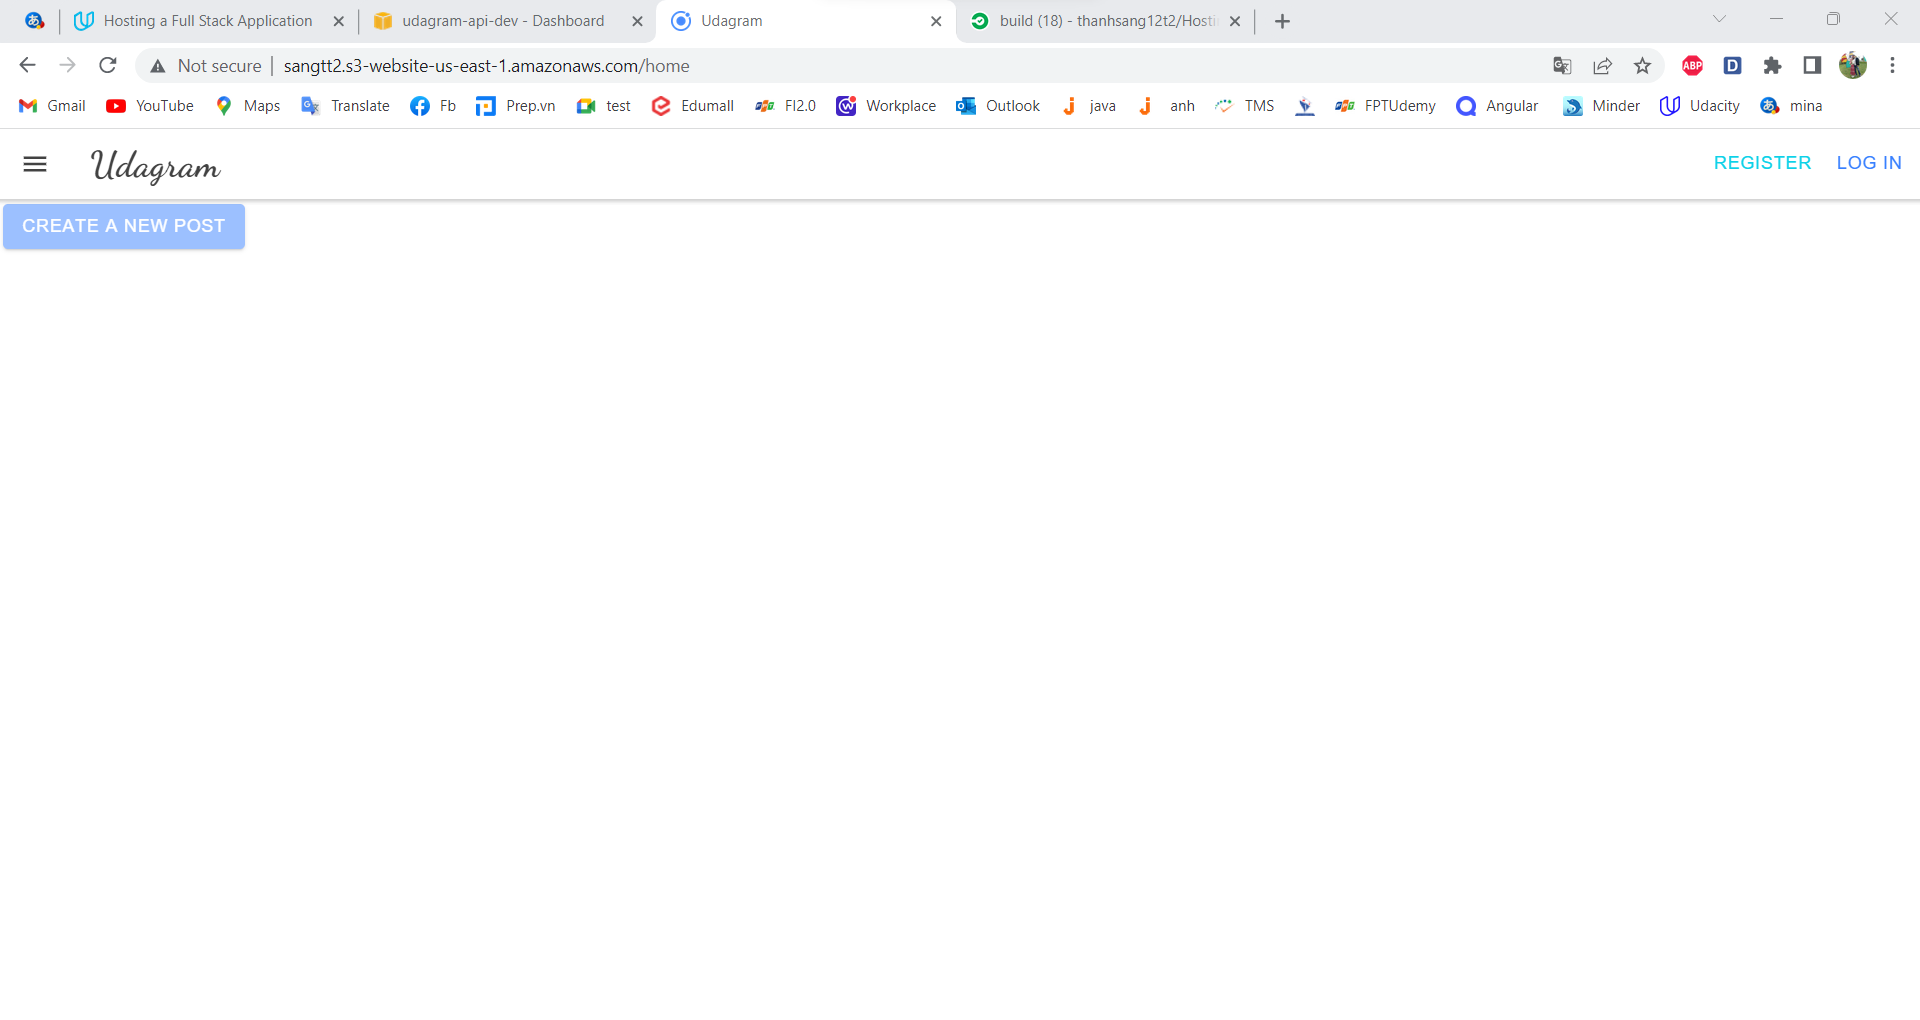 Hosting a Full Stack Application
udagram-api-dev - Dashboard
Udagram
build (18) - thanhsang12t2/Hosti
Not secure
sangtt2.s3-website-us-east-1.amazonaws.com/home
ABP
D
Gmail
YouTube
Maps
Translate
Fb
Prep.vn
test
Edumall
FI2.0
Workplace
Outlook
java
anh
TMS
FPTUdemy
Angular
Minder
Udacity
mina
Udagram
REGISTER
LOG IN
CREATE A NEW POST